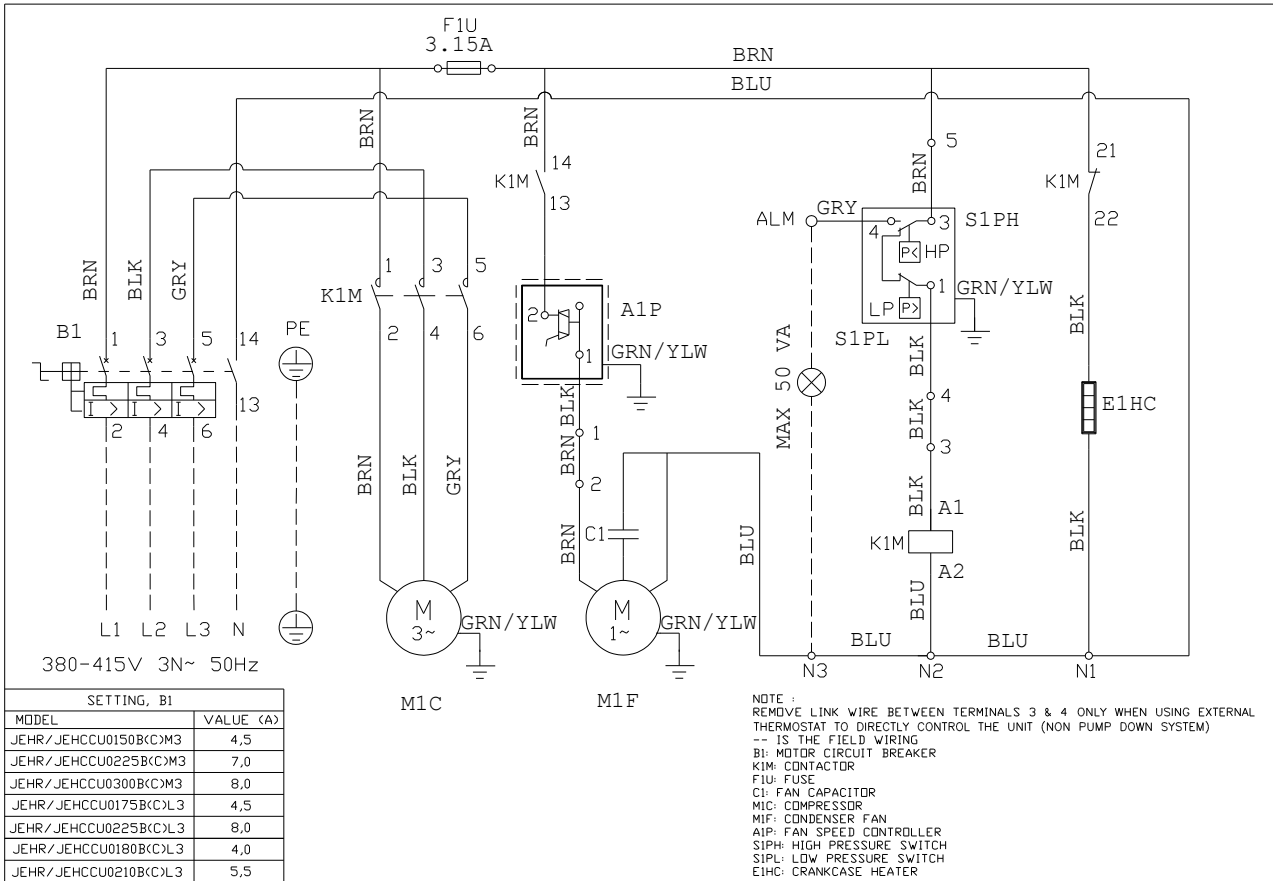 F1U
3.15A
BRN
BLU
BRN
BRN
BRN
5
14
K1M
13
21
K1M
22
ALM
GRY
4
3
S1PH
P<
HP
1
GRN/YLW
LP
P>
S1PL
BRN
BLK
GRY
1
3
5
K1M
2
4
6
2
A1P
1
GRN/YLW
B1
1
3
5
14
PE
I >
I >
I >
13
2
4
6
MAX 50 VA
BLK
BLK
4
3
BLK
E1HC
BRN
BLK
GRY
BLK
1
BRN
2
BRN
C1
BLU
BLK
A1
K1M
A2
BLU
BLK
L1
L2
L3
N
380-415V 3N~ 50Hz
M
3~
GRN/YLW
M1C
M
1~
GRN/YLW
M1F
BLU
BLU
N3
N2
N1
SETTING, B1
MODEL VALUE (A)
JEHR/JEHCCU0150B(C)M3 4,5
JEHR/JEHCCU0225B(C)M3 7,0
JEHR/JEHCCU0300B(C)M3 8,0
JEHR/JEHCCU0175B(C)L3 4,5
JEHR/JEHCCU0225B(C)L3 8,0
JEHR/JEHCCU0180B(C)L3 4,0
JEHR/JEHCCU0210B(C)L3 5,5
NOTE :
REMOVE LINK WIRE BETWEEN TERMINALS 3 & 4 ONLY WHEN USING EXTERNAL
THERMOSTAT TO DIRECTLY CONTROL THE UNIT (NON PUMP DOWN SYSTEM)
-- IS THE FIELD WIRING
B1: MOTOR CIRCUIT BREAKER
K1M: CONTACTOR
F1U: FUSE
C1: FAN CAPACITOR
M1C: COMPRESSOR
M1F: CONDENSER FAN
A1P: FAN SPEED CONTROLLER
S1PH: HIGH PRESSURE SWITCH
S1PL: LOW PRESSURE SWITCH
E1HC: CRANKCASE HEATER